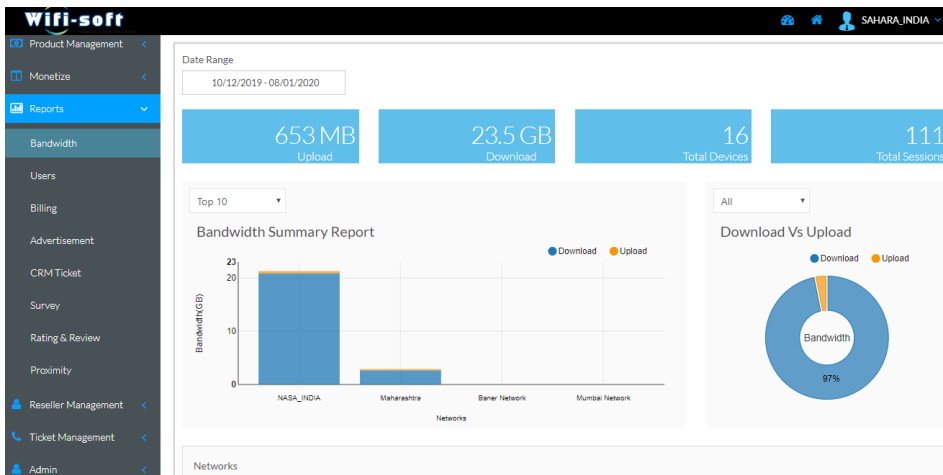 Wifi-soft
SAHARA_INDIA
Product Management
Monetize
Reports
Bandwidth
Users
Billing
Advertisement
CRM Ticket
Survey
Rating & Review
Proximity
Reseller Management
Ticket Management
Admin
Date Range
10/12/2019 - 08/01/2020
653 MB
Upload
23.5 GB
Download
16
Total Devices
111
Total Sessions
Top 10
Bandwidth Summary Report
Download Upload
23
20
10
0
Bandwidth(GB)
NASA_INDIA Maharashtra Baner Network Mumbai Network
Networks
All
Download Vs Upload
Download Upload
Bandwidth
97%
Networks